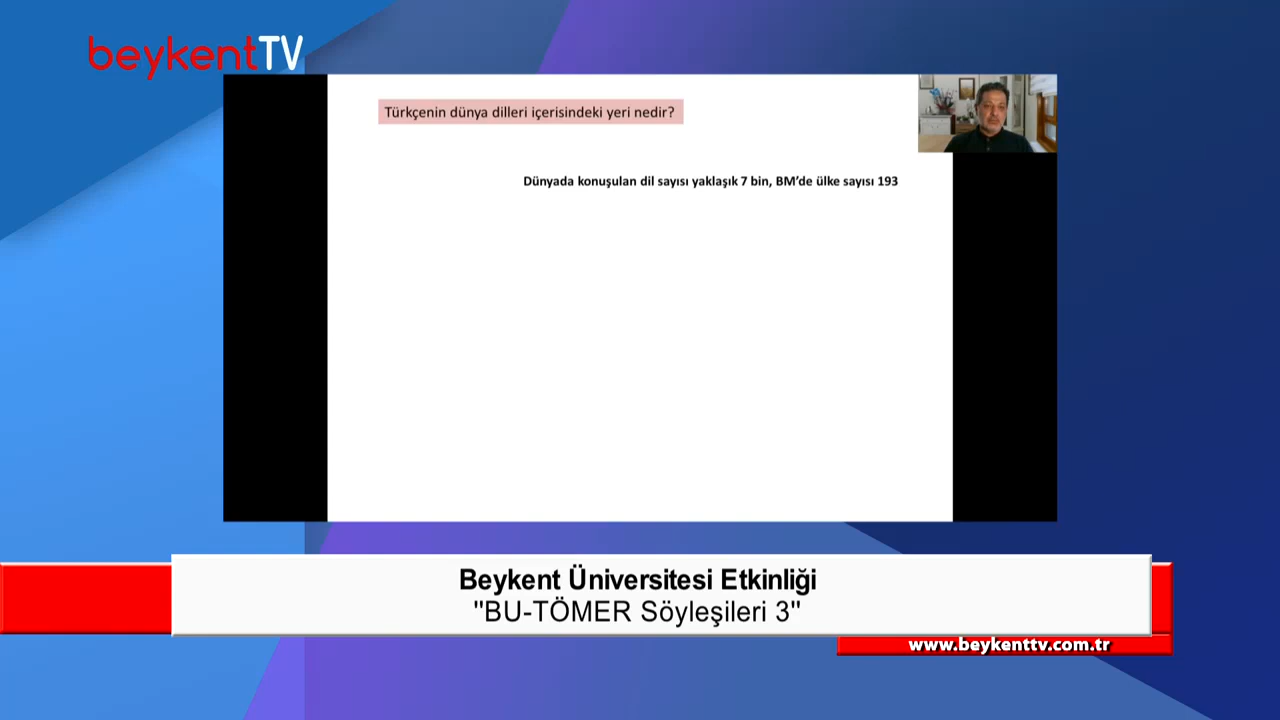 beykentTV
Türkçenin dünya dilleri içerisindeki yeri nedir?
Dünyada konuşulan dil sayısı yaklaşık 7 bin, BM’de ülke sayısı 193
Beykent Üniversitesi Etkinliği
"BU-TÖMER Söyleşileri 3"
www.beykenttv.com.tr